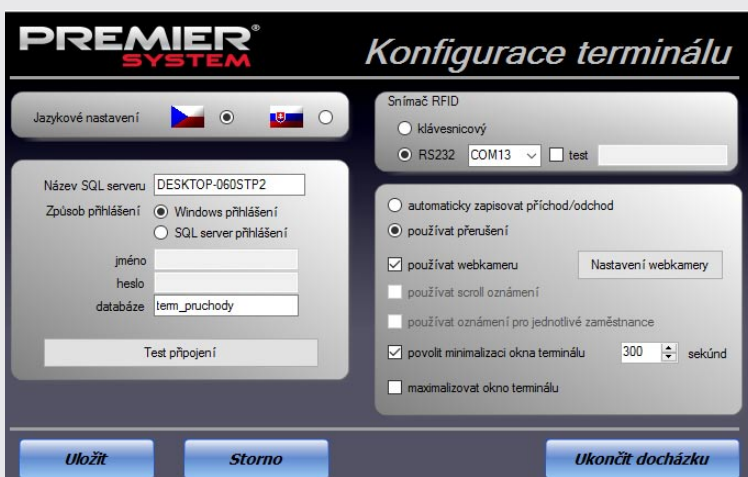 PREMIER®
SYSTEM
Konfigurace terminálu
Jazykové nastavení
Název SQL serveru DESKTOP-060STP2
Způsob přihlášení Windows přihlášení
SQL server přihlášení
jméno
heslo
databáze term_pruchody
Test připojení
Snímač RFID
klávesnicový
RS232 COM13 test
automaticky zapisovat příchod/odchod
používat přerušení
používat webkameru Nastavení webkamery
používat scroll oznámení
používat oznámení pro jednotlivé zaměstnance
povolit minimalizaci okna terminálu 300 sekúnd
maximalizovat okno terminálu
Uložit Storno Ukončit docházku